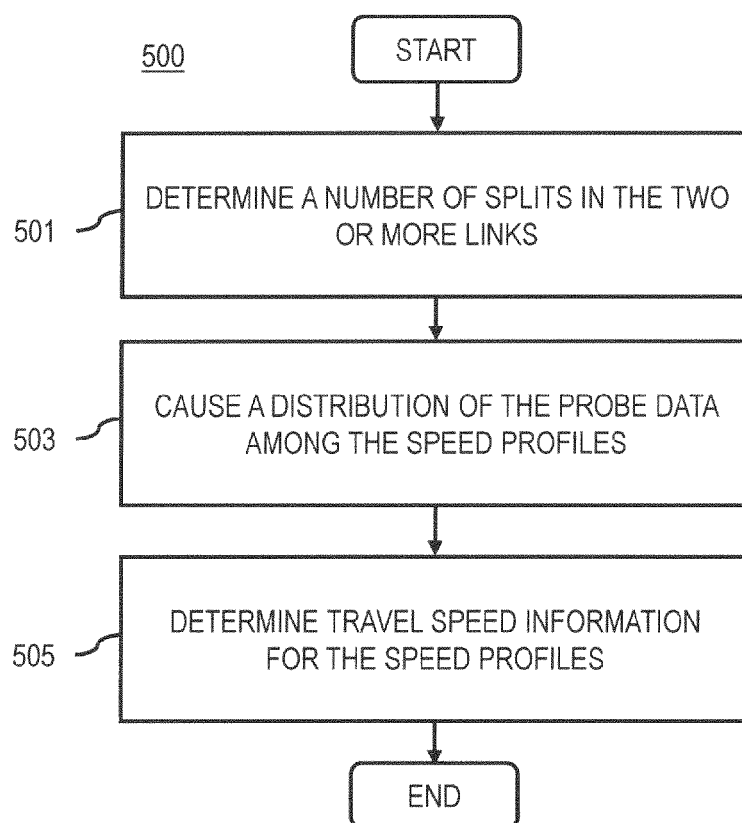 500
START
501
DETERMINE A NUMBER OF SPLITS IN THE TWO
OR MORE LINKS
503
CAUSE A DISTRIBUTION OF THE PROBE DATA
AMONG THE SPEED PROFILES
505
DETERMINE TRAVEL SPEED INFORMATION
FOR THE SPEED PROFILES
END